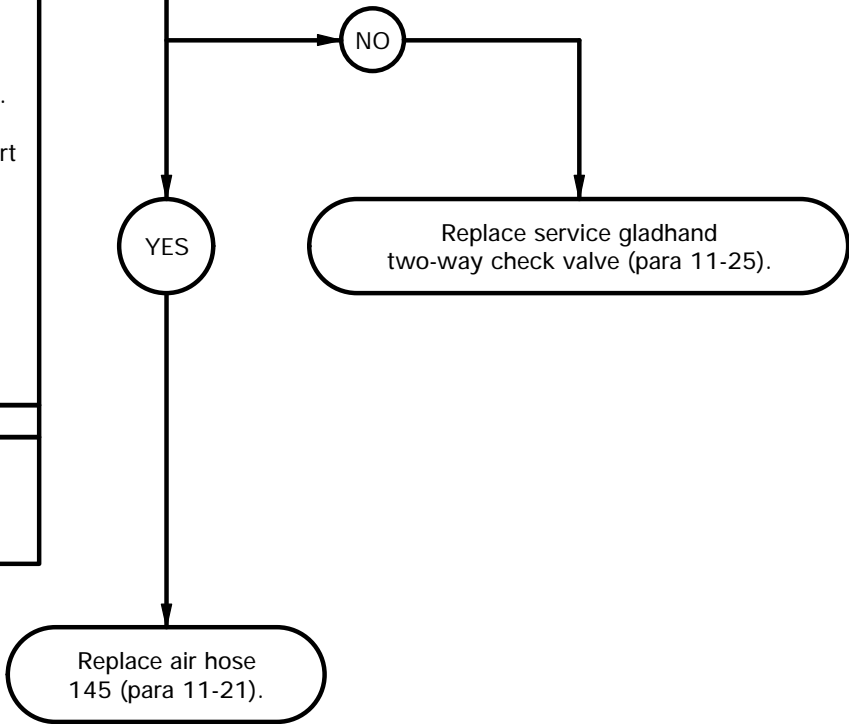 NO
.
rt
YES
Replace service gladhand
two-way check valve (para 11-25).
Replace air hose
145 (para 11-21).